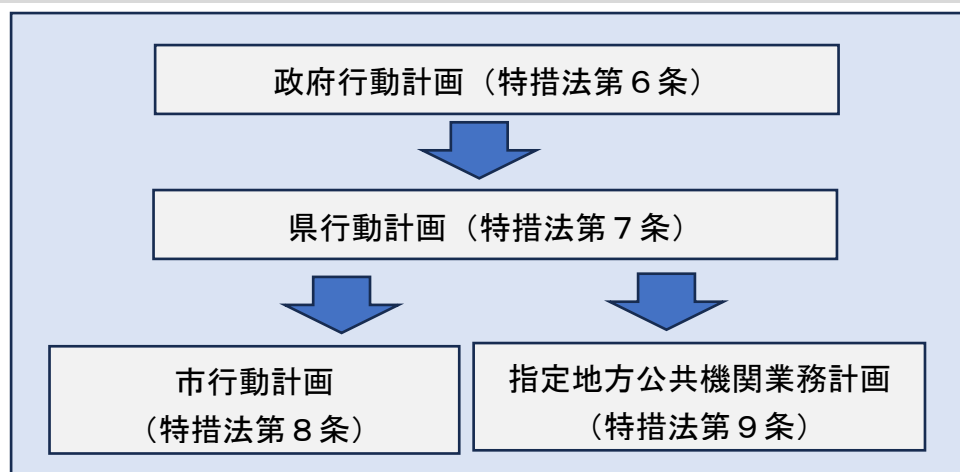 政府行動計画（特措法第６条）
県行動計画（特措法第７条）
市行動計画
（特措法第８条）
指定地方公共機関業務計画
（特措法第９条）